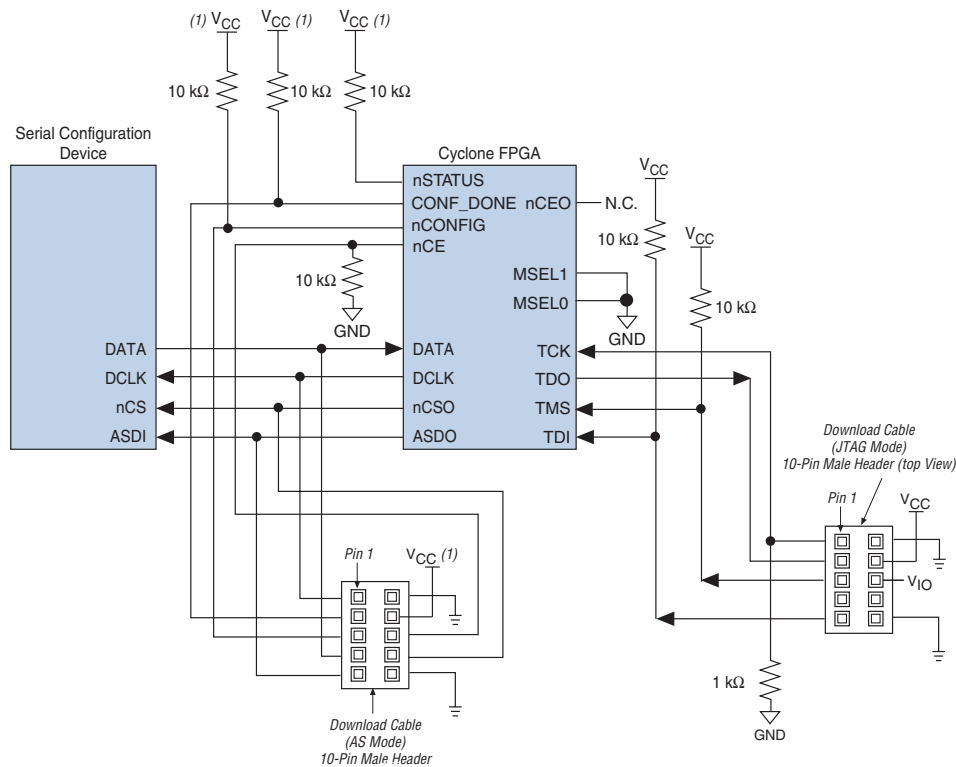 (1) VCC
VCC (1)
VCC (1)
10 kΩ
10 kΩ
10 kΩ
Serial Configuration
Device
Cyclone FPGA
nSTATUS
CONF_DONE
nCONFIG
nCE
nCEO
N.C.
MSEL1
MSEL0
GND
10 kΩ
GND
VCC
10 kΩ
VCC
10 kΩ
DATA
DCLK
nCS
ASDI
DATA
DCLK
nCSO
ASDO
TCK
TDO
TMS
TDI
Download Cable
(JTAG Mode)
10-Pin Male Header (top View)
Pin 1
VCC
VIO
Pin 1
VCC (1)
1 kΩ
GND
Download Cable
(AS Mode)
10-Pin Male Header